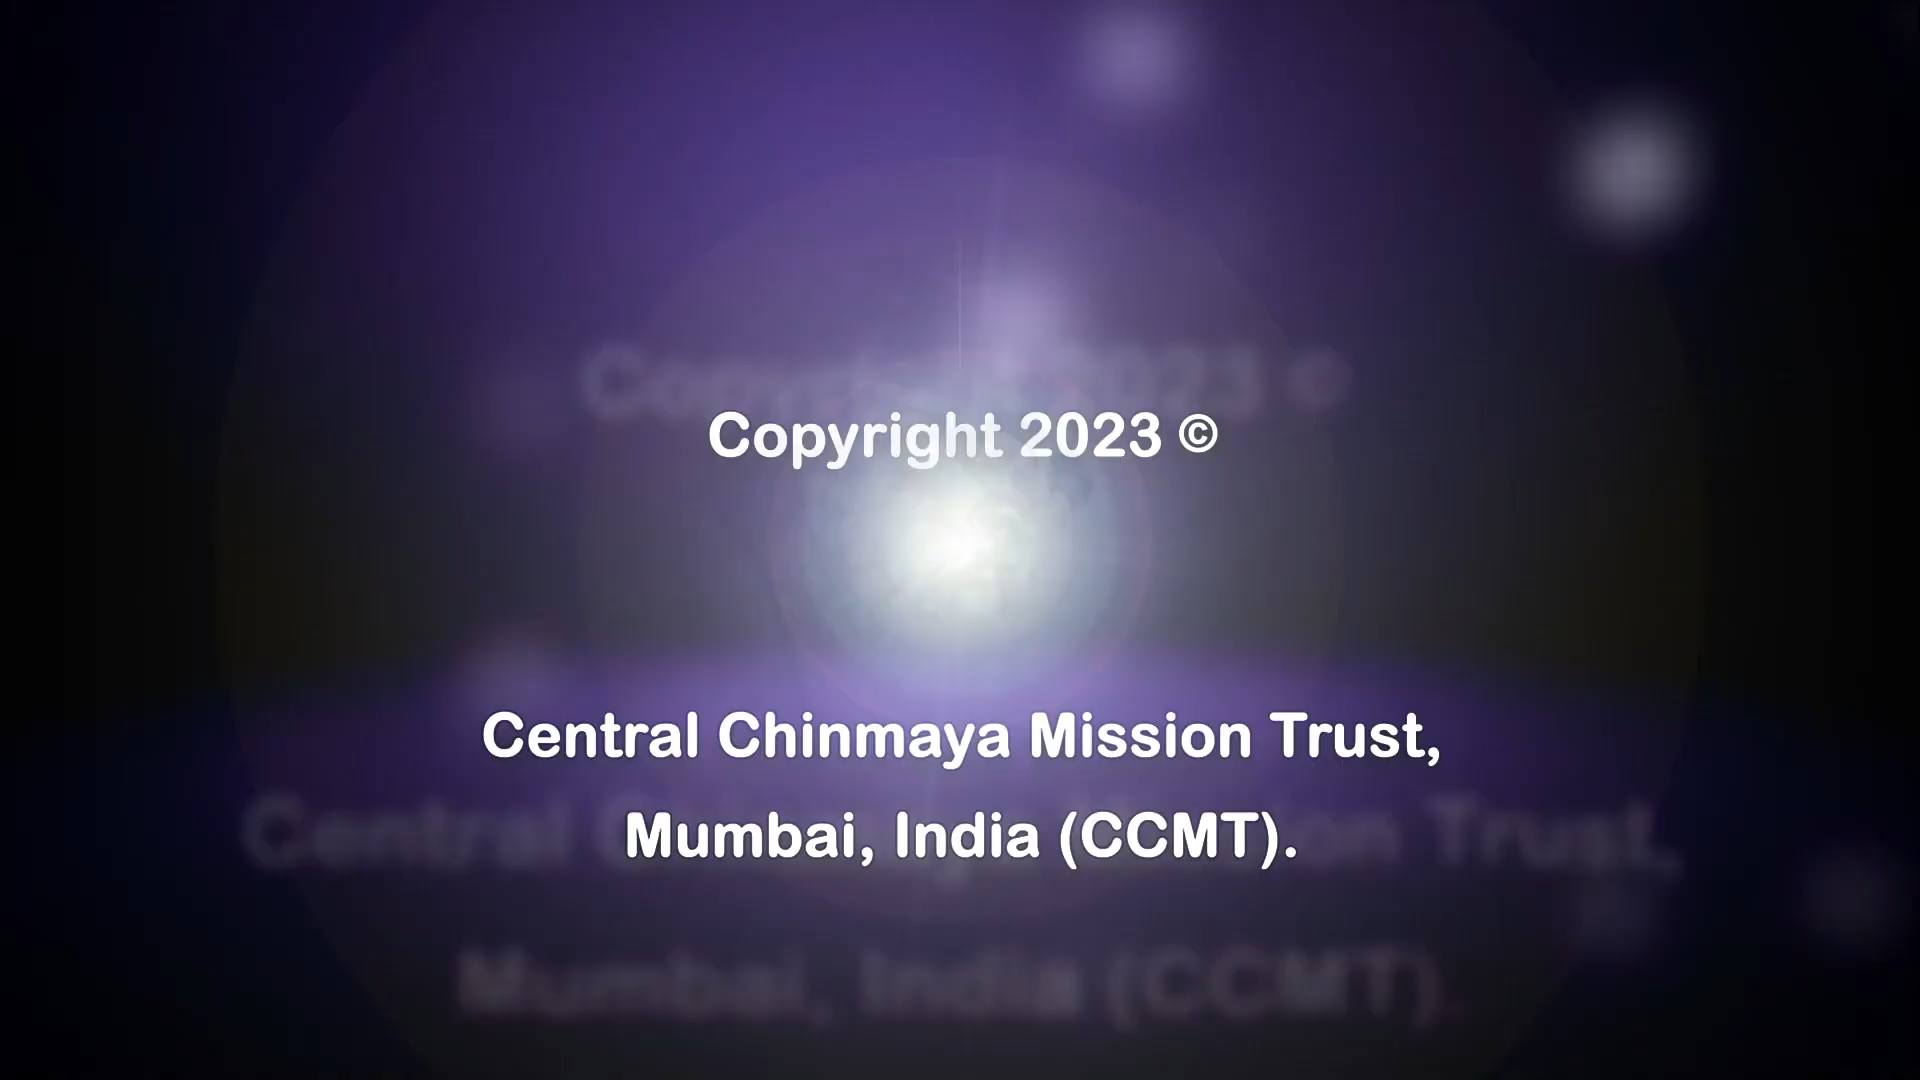 Copyright 2023 ©
Central Chinmaya Mission Trust,
Mumbai, India (CCMT).